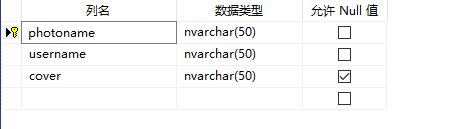 列名 数据类型 允许 Null 值
photoname nvarchar(50)
username nvarchar(50)
cover nvarchar(50)